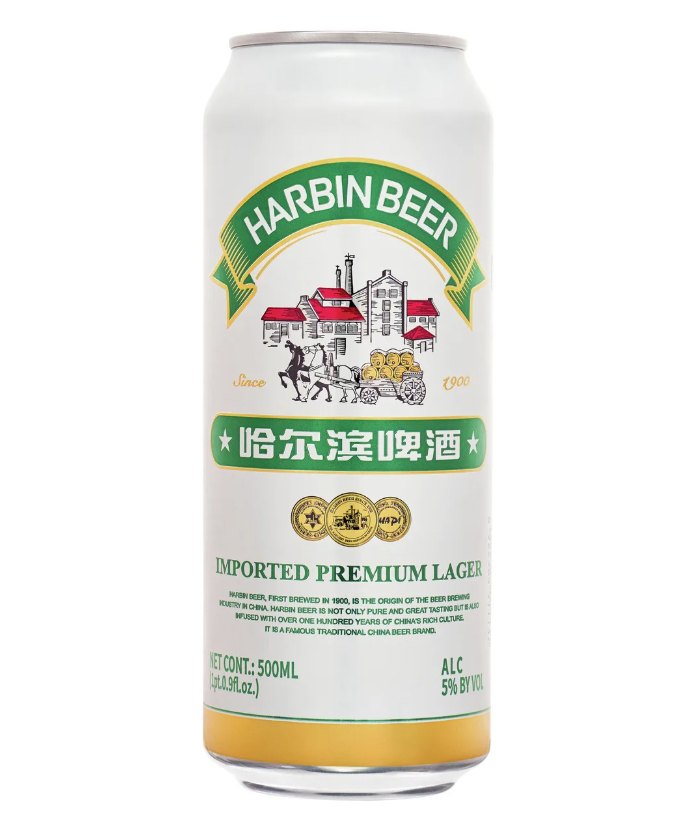 HARBIN BEER
Since 1900
★哈尔滨啤酒★
IMPORTED PREMIUM LAGER
HARBIN BEER, FIRST BREWED IN 1900, IS THE ORIGIN OF THE BEER BREWING
INDUSTRY IN CHINA. HARBIN BEER IS NOT ONLY PURE AND GREAT TASTING BUT IS ALSO
INFUSED WITH OVER ONE HUNDRED YEARS OF CHINA'S RICH CULTURE.
IT IS A FAMOUS TRADITIONAL CHINA BEER BRAND.
NET CONT.: 500ML
(1pt.0.9fl.oz.)
ALC
5% BY VOL